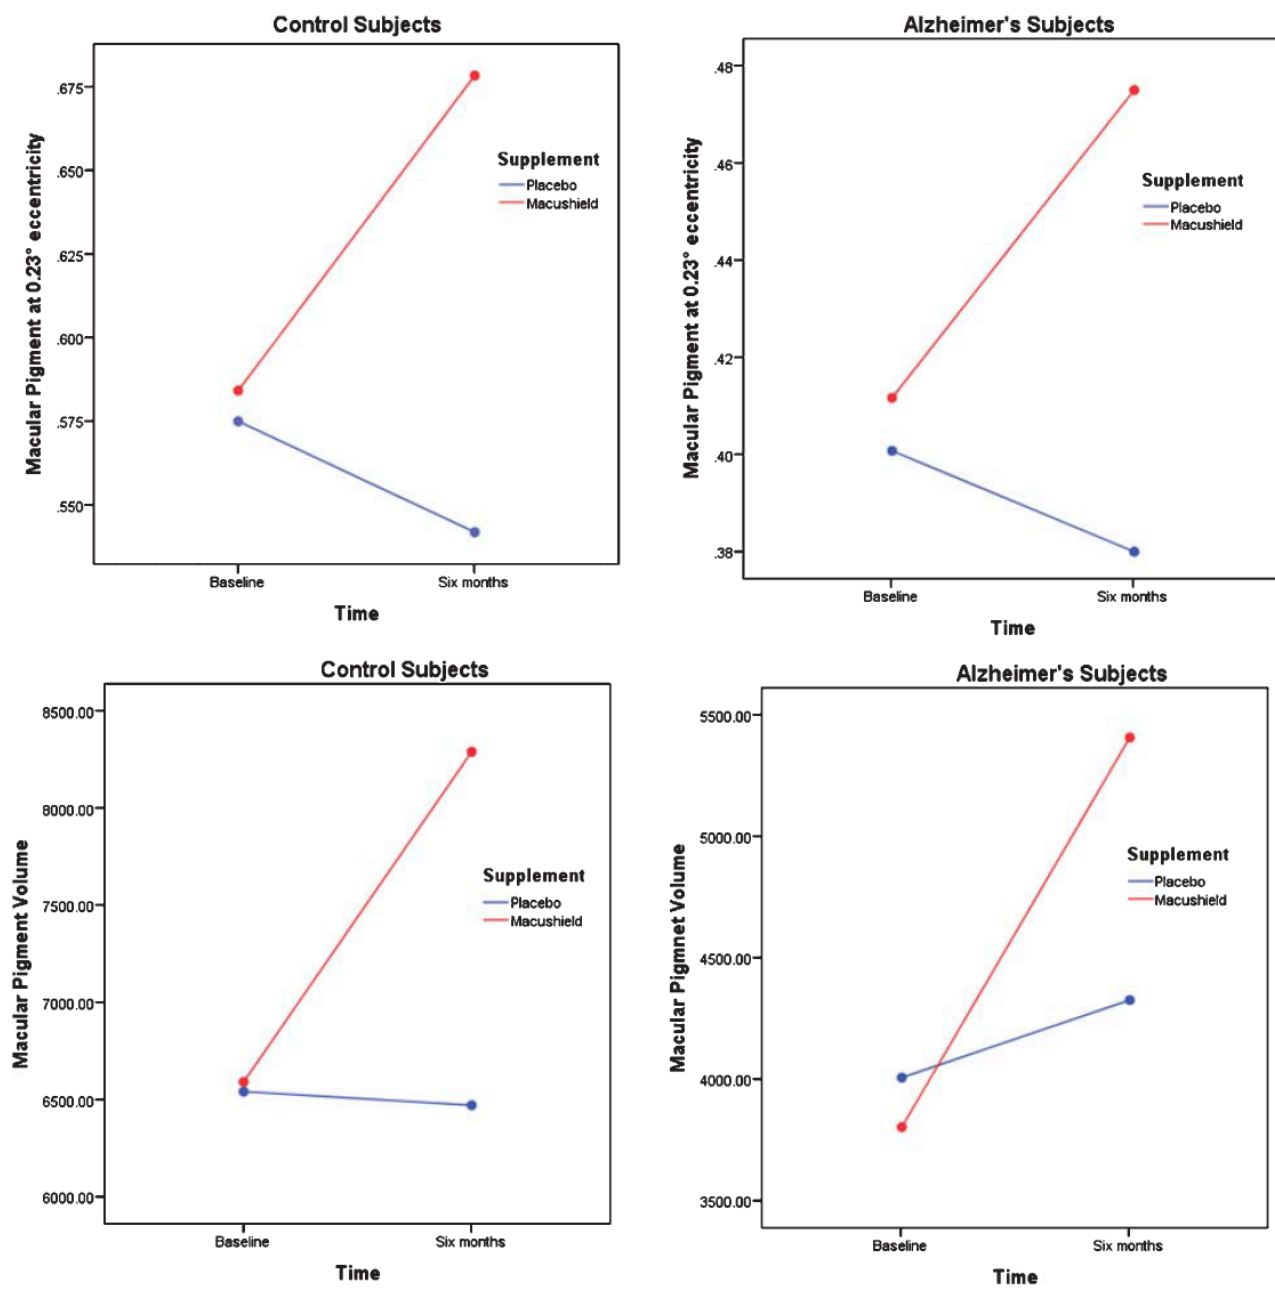 Control Subjects
Macular Pigment at 0.23° eccentricity
.675
.650
.625
.600
.575
.550
Supplement
Placebo
Macushield
Baseline
Six months
Time
Alzheimer's Subjects
Macular Pigment at 0.23° eccentricity
.48
.46
.44
.42
.40
.38
Supplement
Placebo
Macushield
Baseline
Six months
Time
Control Subjects
Macular Pigment Volume
8500.00
8000.00
7500.00
7000.00
6500.00
6000.00
Supplement
Placebo
Macushield
Baseline
Six months
Time
Alzheimer's Subjects
Macular Pigmnet Volume
5500.00
5000.00
4500.00
4000.00
3500.00
Supplement
Placebo
Macushield
Baseline
Six months
Time